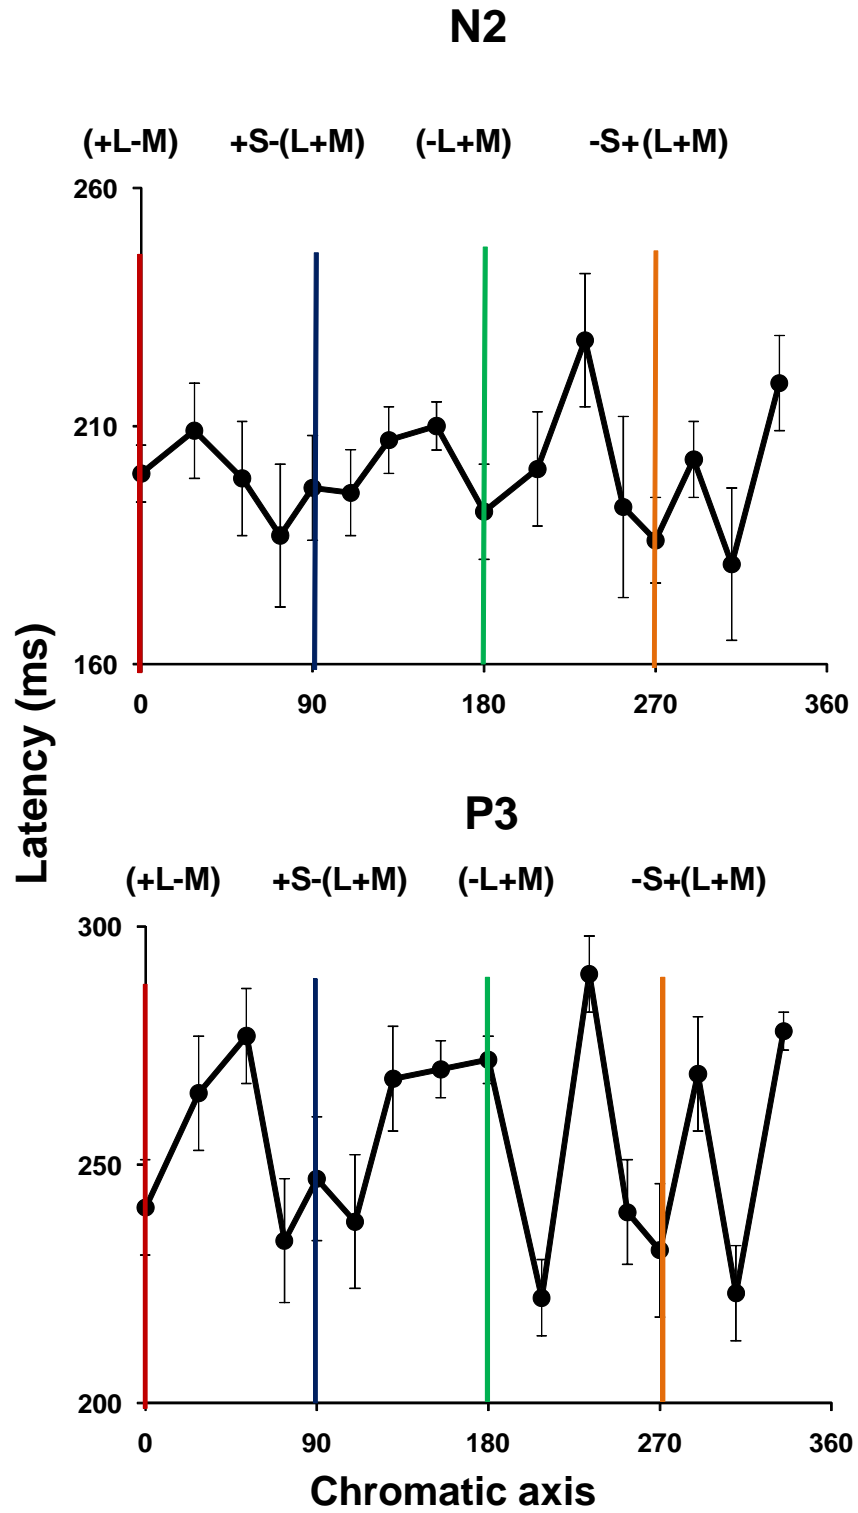 N2
(+L-M) +S-(L+M) (-L+M) -S+(L+M)
260
210
160
0 90 180 270 360
Latency (ms)
P3
(+L-M) +S-(L+M) (-L+M) -S+(L+M)
300
250
200
0 90 180 270 360
Chromatic axis